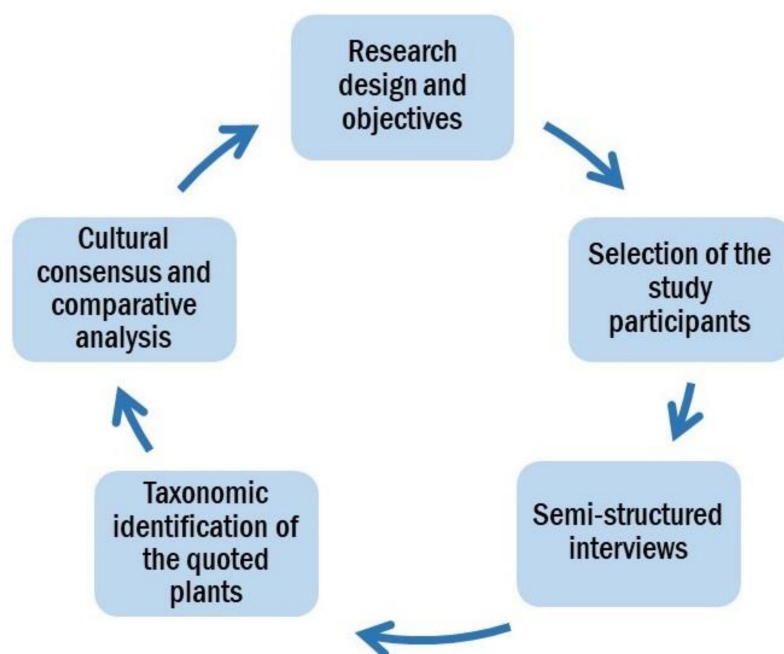 Research
design and
objectives
Selection of the
study
participants
Semi-structured
interviews
Taxonomic
identification of
the quoted
plants
Cultural
consensus and
comparative
analysis